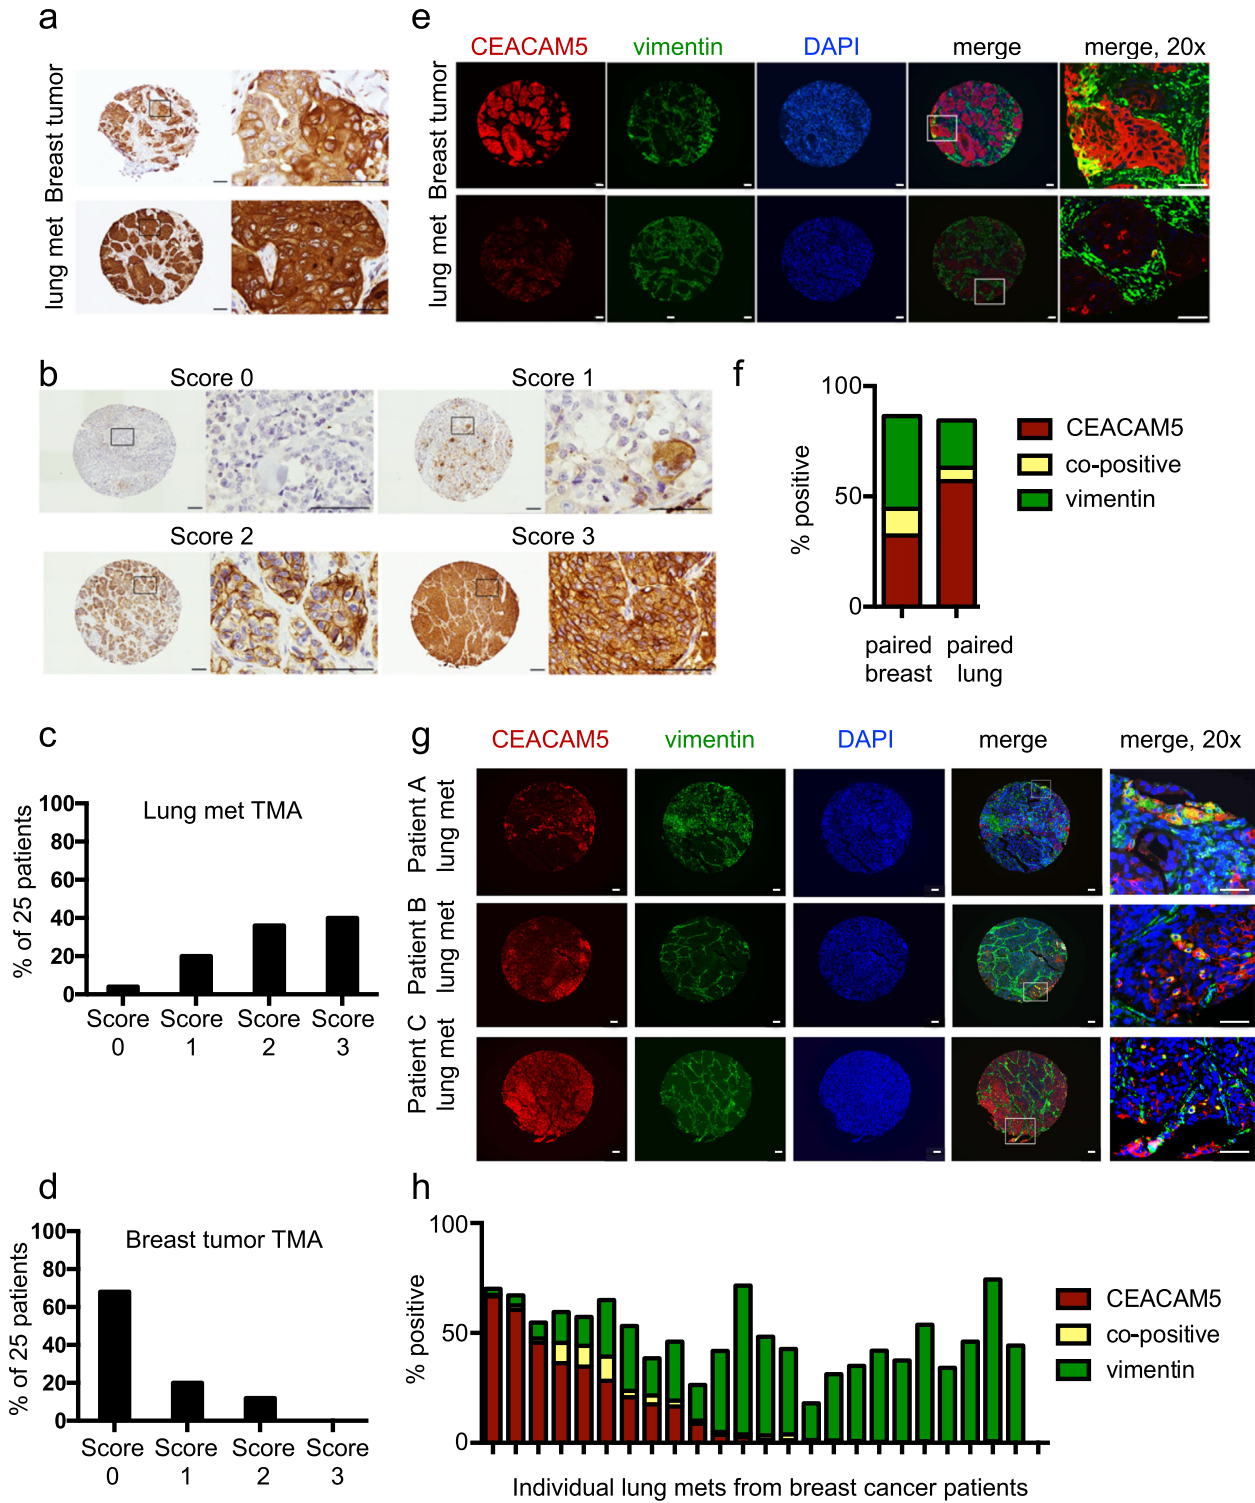 a
Breast tumor
lung met
e
CEACAM5 vimentin DAPI merge merge, 20x
Breast tumor
lung met
b
Score 0 Score 1
Score 2 Score 3
f
100
50
0
% positive
paired breast
paired lung
CEACAM5
co-positive
vimentin
c
Lung met TMA
% of 25 patients
100
80
60
40
20
0
Score 0
Score 1
Score 2
Score 3
g
CEACAM5 vimentin DAPI merge merge, 20x
Patient A lung met
Patient B lung met
Patient C lung met
d
Breast tumor TMA
% of 25 patients
100
80
60
40
20
0
Score 0
Score 1
Score 2
Score 3
h
100
50
0
% positive
Individual lung mets from breast cancer patients
CEACAM5
co-positive
vimentin